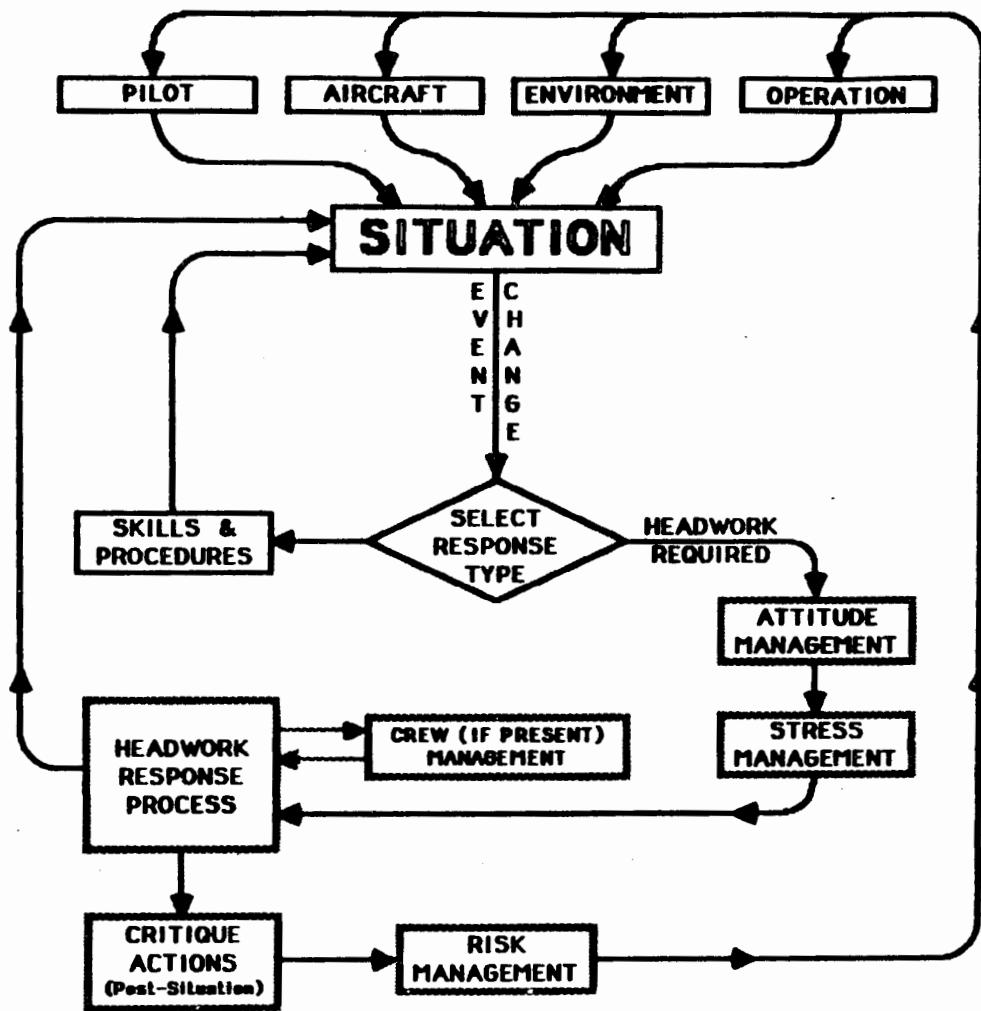 PILOT
AIRCRAFT
ENVIRONMENT
OPERATION
SITUATION
EVENT
CHANGE
SELECT
RESPONSE
TYPE
SKILLS &
PROCEDURES
HEADWORK
REQUIRED
ATTITUDE
MANAGEMENT
STRESS
MANAGEMENT
HEADWORK
RESPONSE
PROCESS
CREW (IF PRESENT)
MANAGEMENT
CRITIQUE
ACTIONS
(Post-Situation)
RISK
MANAGEMENT